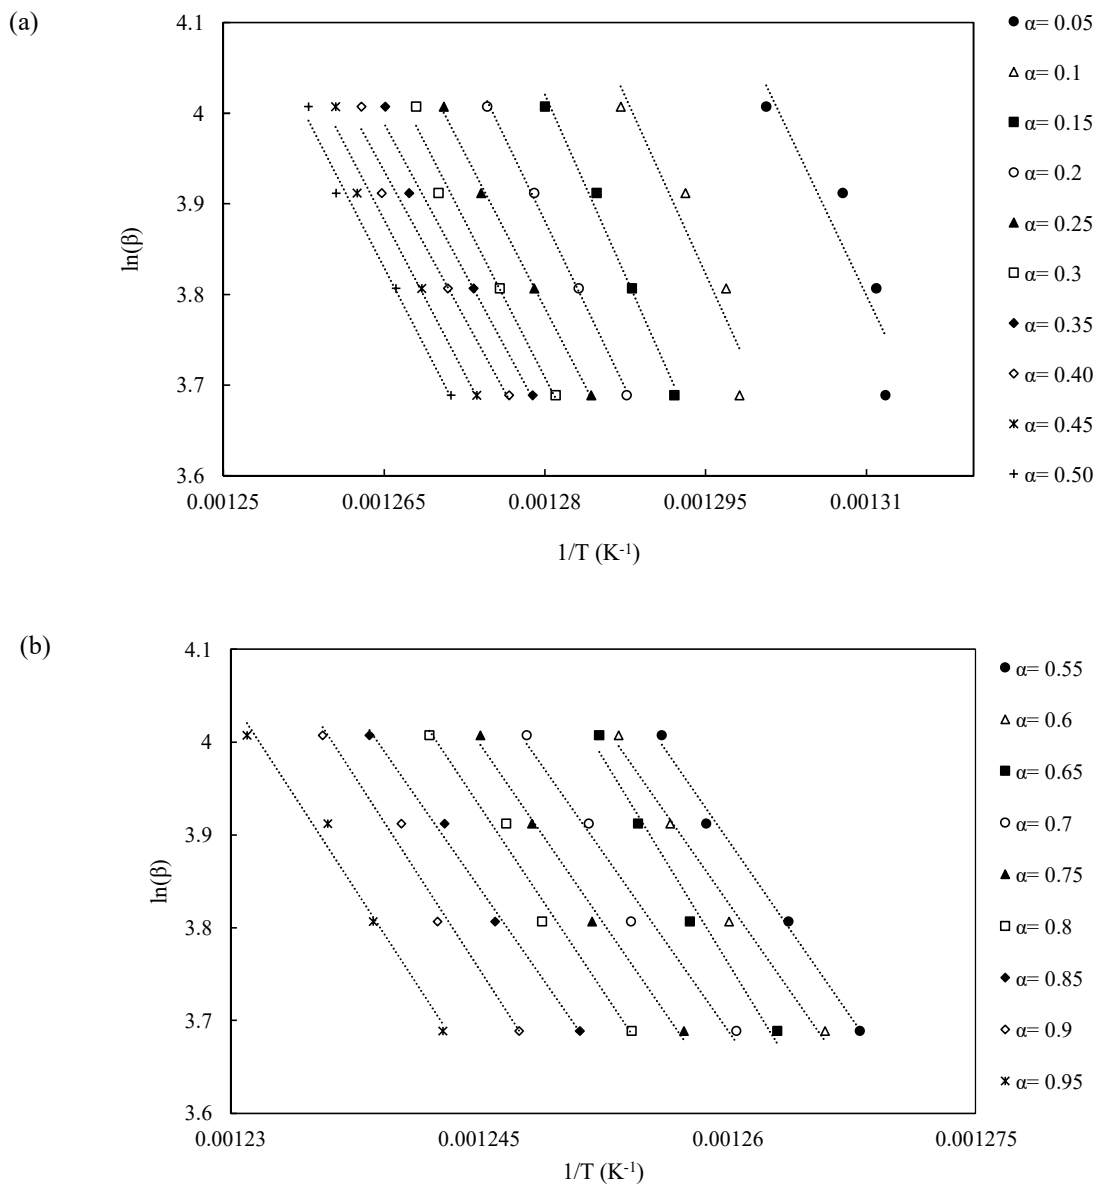 (a)
4.1
4
3.9
3.8
3.7
3.6
ln(β)
0.00125
0.001265
0.00128
0.001295
0.00131
1/T (K⁻¹)
α= 0.05
α= 0.1
α= 0.15
α= 0.2
α= 0.25
α= 0.3
α= 0.35
α= 0.40
α= 0.45
α= 0.50
(b)
4.1
4
3.9
3.8
3.7
3.6
ln(β)
0.00123
0.001245
0.00126
0.001275
1/T (K⁻¹)
α= 0.55
α= 0.6
α= 0.65
α= 0.7
α= 0.75
α= 0.8
α= 0.85
α= 0.9
α= 0.95